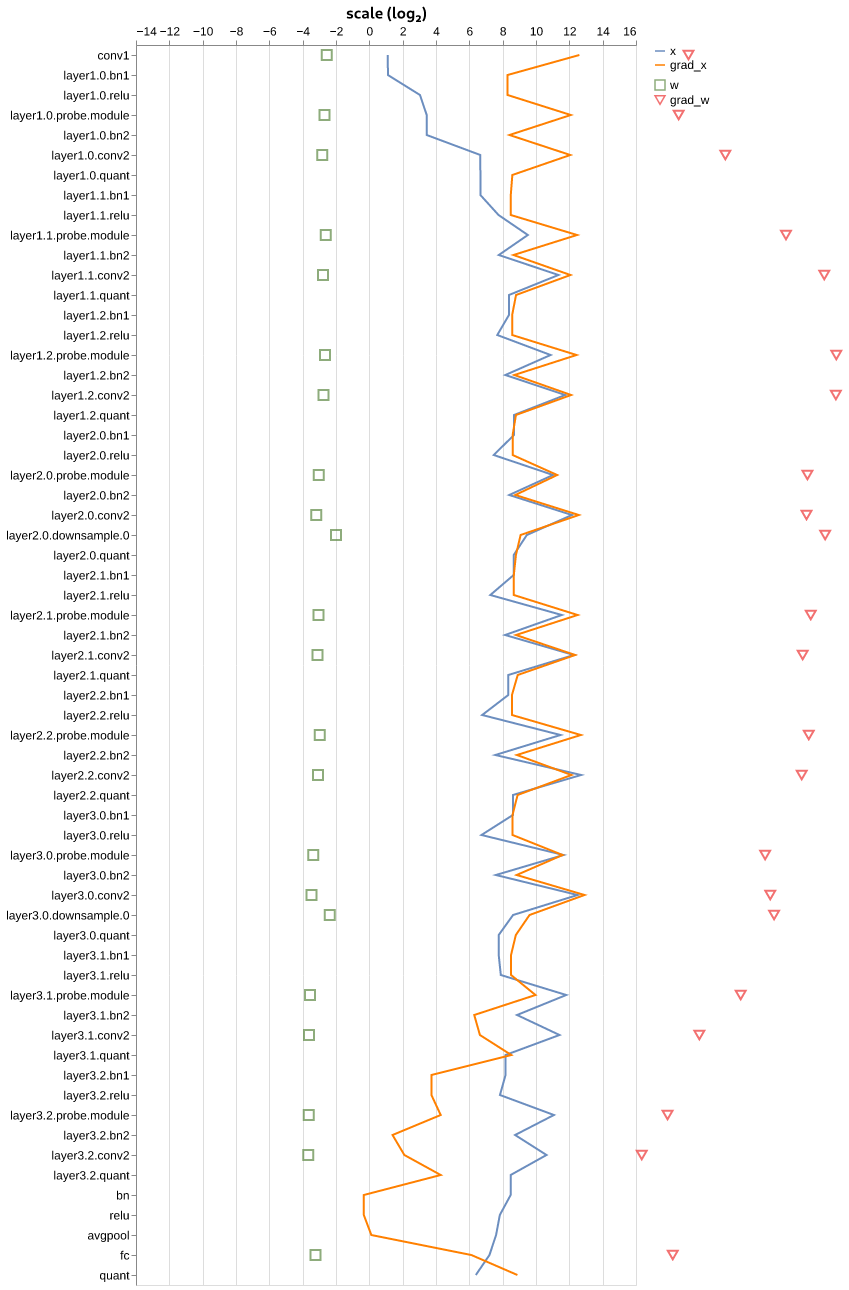 scale (log₂)
−14 −12 −10 −8 −6 −4 −2 0 2 4 6 8 10 12 14 16
x
grad_x
w
grad_w
conv1
layer1.0.bn1
layer1.0.relu
layer1.0.probe.module
layer1.0.bn2
layer1.0.conv2
layer1.0.quant
layer1.1.bn1
layer1.1.relu
layer1.1.probe.module
layer1.1.bn2
layer1.1.conv2
layer1.1.quant
layer1.2.bn1
layer1.2.relu
layer1.2.probe.module
layer1.2.bn2
layer1.2.conv2
layer1.2.quant
layer2.0.bn1
layer2.0.relu
layer2.0.probe.module
layer2.0.bn2
layer2.0.conv2
layer2.0.downsample.0
layer2.0.quant
layer2.1.bn1
layer2.1.relu
layer2.1.probe.module
layer2.1.bn2
layer2.1.conv2
layer2.1.quant
layer2.2.bn1
layer2.2.relu
layer2.2.probe.module
layer2.2.bn2
layer2.2.conv2
layer2.2.quant
layer3.0.bn1
layer3.0.relu
layer3.0.probe.module
layer3.0.bn2
layer3.0.conv2
layer3.0.downsample.0
layer3.0.quant
layer3.1.bn1
layer3.1.relu
layer3.1.probe.module
layer3.1.bn2
layer3.1.conv2
layer3.1.quant
layer3.2.bn1
layer3.2.relu
layer3.2.probe.module
layer3.2.bn2
layer3.2.conv2
layer3.2.quant
bn
relu
avgpool
fc
quant